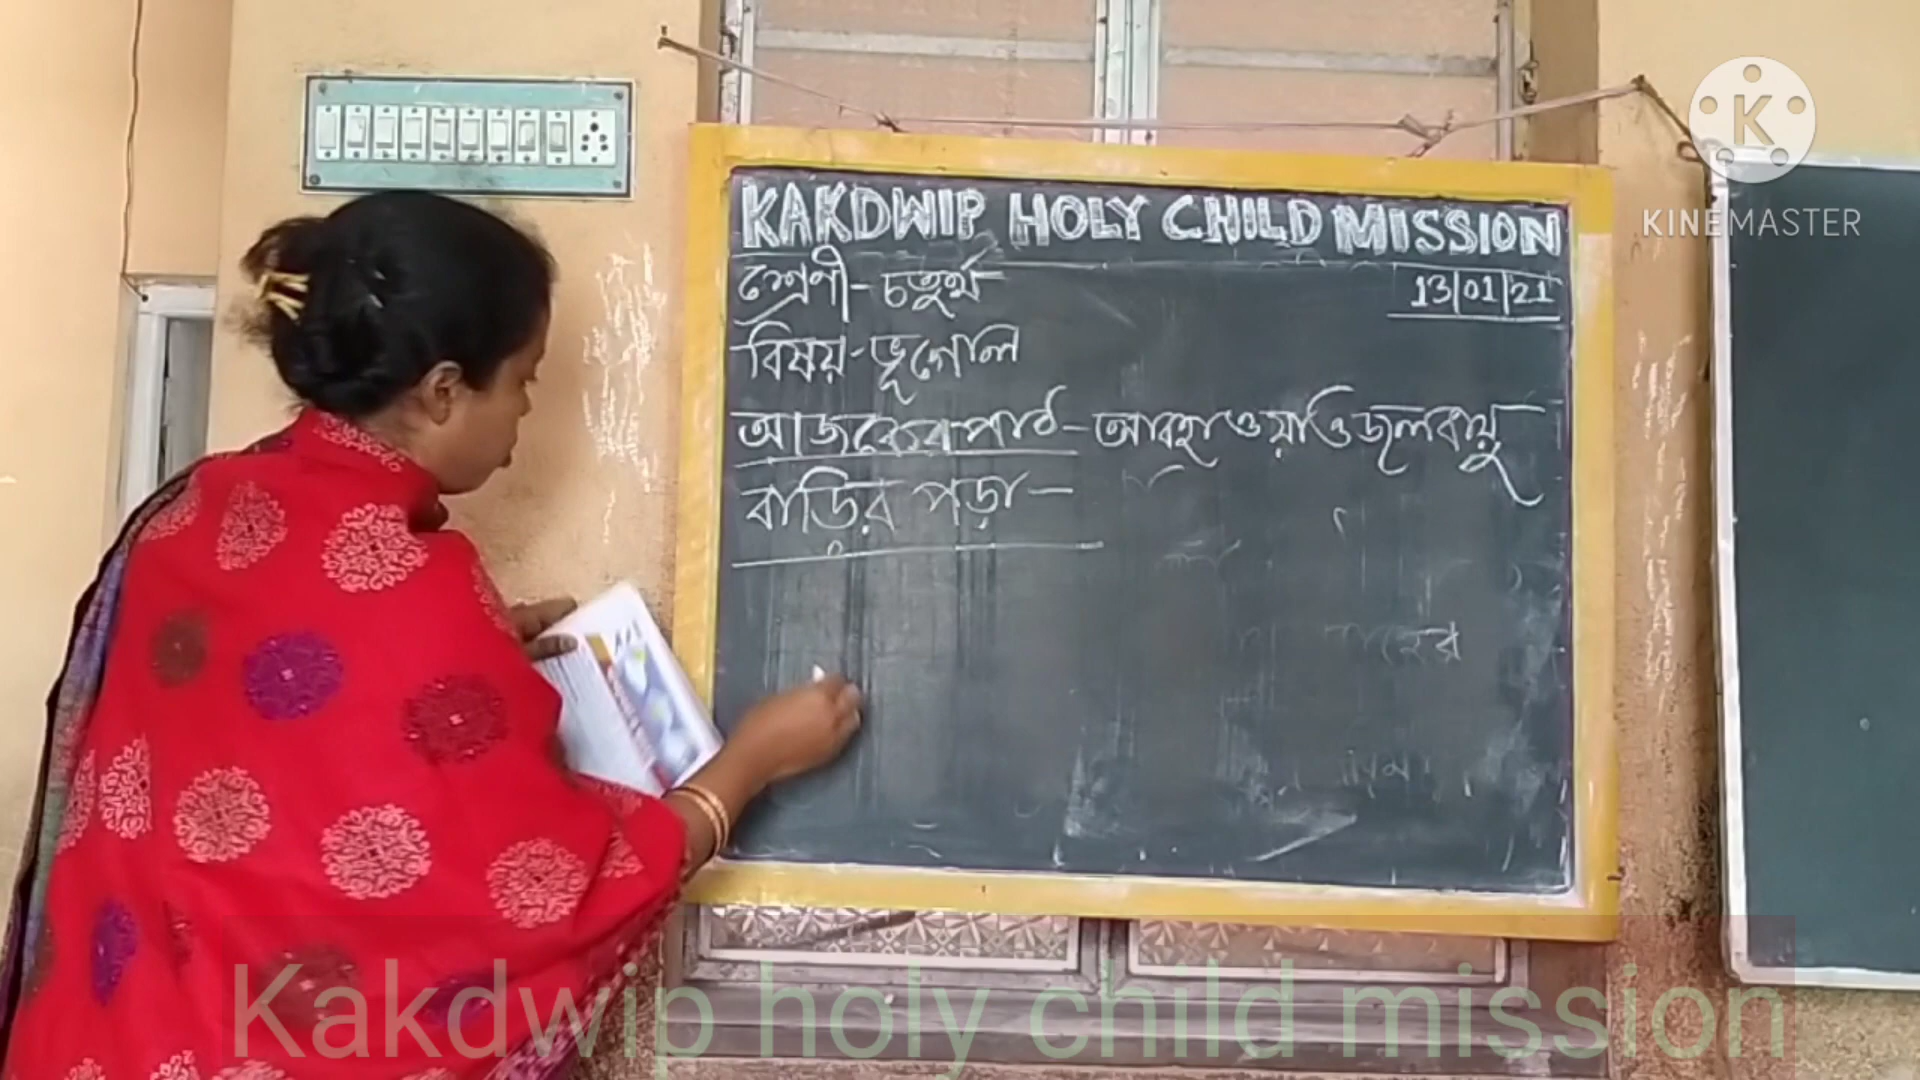 K
KINEMASTER
KAKDWIP HOLY CHILD MISSION
শ্রেণী-চতুর্থ
13/01/21
বিষয়-ভূগোল
আজকের পাঠ-আবহাওয়া ও জলবায়ু
বাড়ির পড়া-
Kakdwip holy child mission